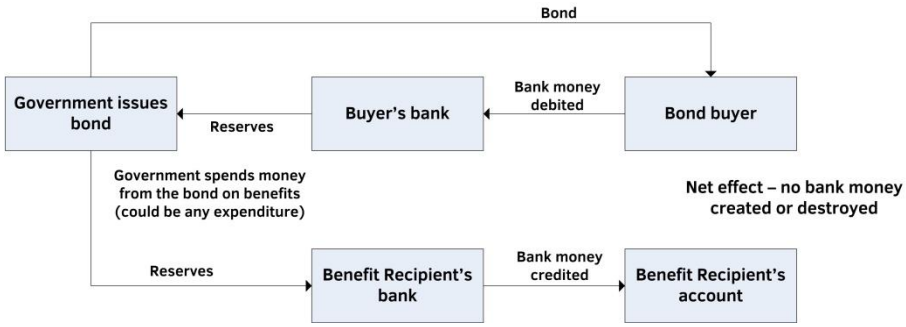 Bond
Government issues
bond
Reserves
Buyer's bank
Bank money
debited
Bond buyer
Government spends money
from the bond on benefits
(could be any expenditure)
Net effect – no bank money
created or destroyed
Reserves
Benefit Recipient's
bank
Bank money
credited
Benefit Recipient's
account